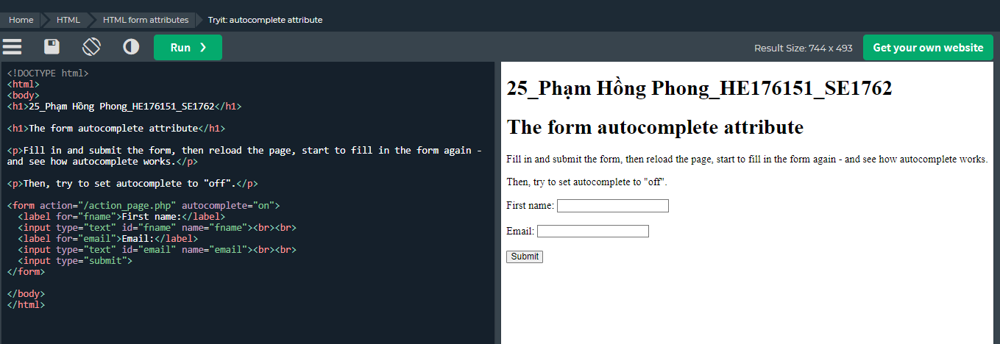 Home HTML HTML form attributes Tryit: autocomplete attribute
Run ❯ Result Size: 744 x 493 Get your own website
<!DOCTYPE html>
<html>
<body>
<h1>25_Phạm Hồng Phong_HE176151_SE1762</h1>
<h1>The form autocomplete attribute</h1>
<p>Fill in and submit the form, then reload the page, start to fill in the form again -
and see how autocomplete works.</p>
<p>Then, try to set autocomplete to "off".</p>
<form action="/action_page.php" autocomplete="on">
<label for="fname">First name:</label>
<input type="text" id="fname" name="fname"><br><br>
<label for="email">Email:</label>
<input type="text" id="email" name="email"><br><br>
<input type="submit">
</form>
</body>
</html>
25_Phạm Hồng Phong_HE176151_SE1762
The form autocomplete attribute
Fill in and submit the form, then reload the page, start to fill in the form again - and see how autocomplete works.
Then, try to set autocomplete to "off".
First name:
Email:
Submit